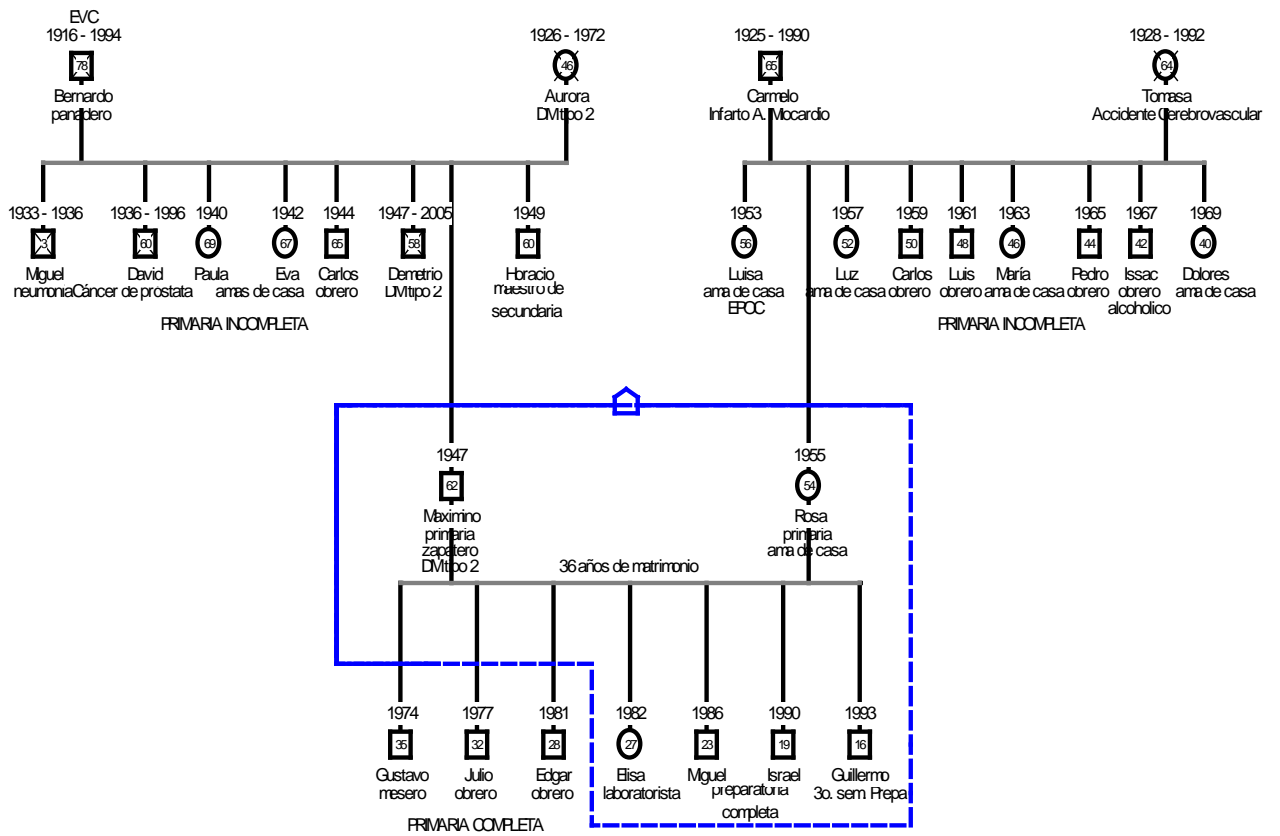 EVC
1916 - 1994 1926 - 1972 1925 - 1990 1928 - 1992
78 46 65 64
Bernardo Aurora Carmelo Tomasa
panadero DM tipo 2 Infarto A. Miocardio Accidente Cerebrovascular
1933 - 1936 1936 - 1996 1940 1942 1944 1947 - 2005 1949 1953 1957 1959 1961 1963 1965 1967 1969
3 60 69 67 65 58 60 56 52 50 48 46 44 42 40
Miguel David Paula Eva Carlos Demetrio Horacio Luisa Luz Carlos Luis María Pedro Issac Dolores
neumonia Cáncer de prostata amas de casa obrero DM tipo 2 maestro de ama de casa ama de casa obrero obrero ama de casa obrero obrero ama de casa
secundaria EPOC alcoholico
PRIMARIA INCOMPLETA PRIMARIA INCOMPLETA
1947 1955
62 54
Maximino Rosa
primaria primaria
zapatero ama de casa
DM tipo 2 36 años de matrimonio
1974 1977 1981 1982 1986 1990 1993
35 32 28 27 23 19 16
Gustavo Julio Edgar Elisa Miguel Israel Guillermo
mesero obrero obrero laboratorista preparatoria 3o. sem. Prepa
completa
PRIMARIA COMPLETA